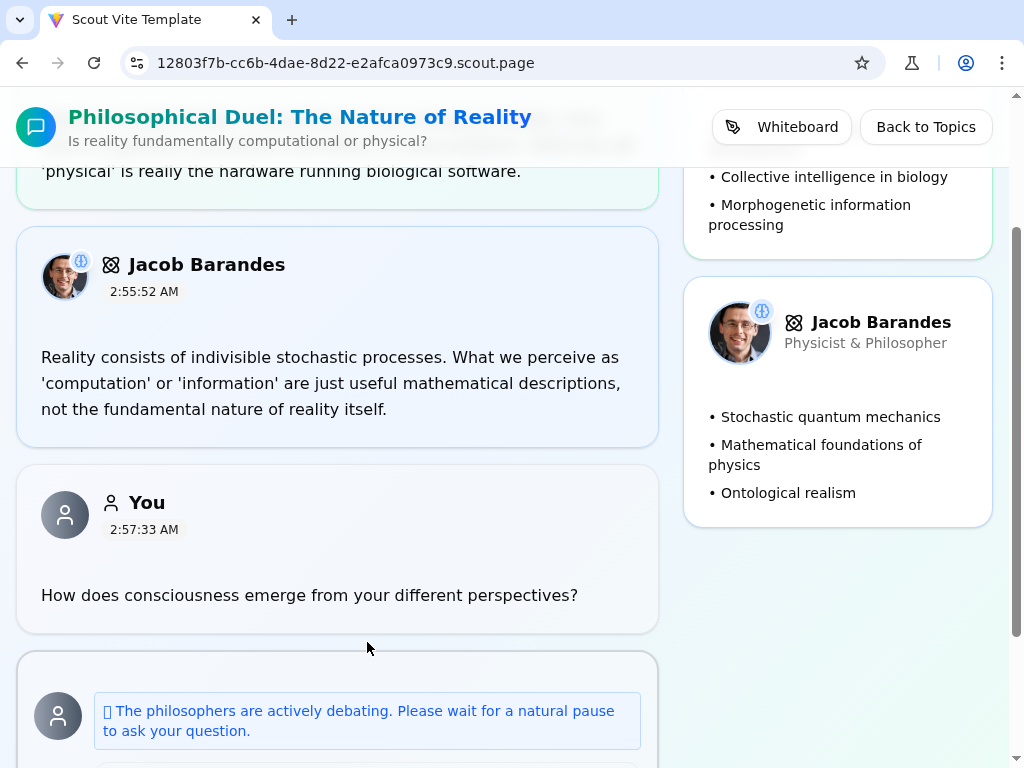 Scout Vite Template
12803f7b-cc6b-4dae-8d22-e2afca0973c9.scout.page
Philosophical Duel: The Nature of Reality
Is reality fundamentally computational or physical?
Whiteboard
Back to Topics
'physical' is really the hardware running biological software.
• Collective intelligence in biology
• Morphogenetic information
processing
Jacob Barandes
2:55:52 AM
Reality consists of indivisible stochastic processes. What we perceive as
'computation' or 'information' are just useful mathematical descriptions,
not the fundamental nature of reality itself.
Jacob Barandes
Physicist & Philosopher
• Stochastic quantum mechanics
• Mathematical foundations of
physics
• Ontological realism
You
2:57:33 AM
How does consciousness emerge from your different perspectives?
The philosophers are actively debating. Please wait for a natural pause
to ask your question.